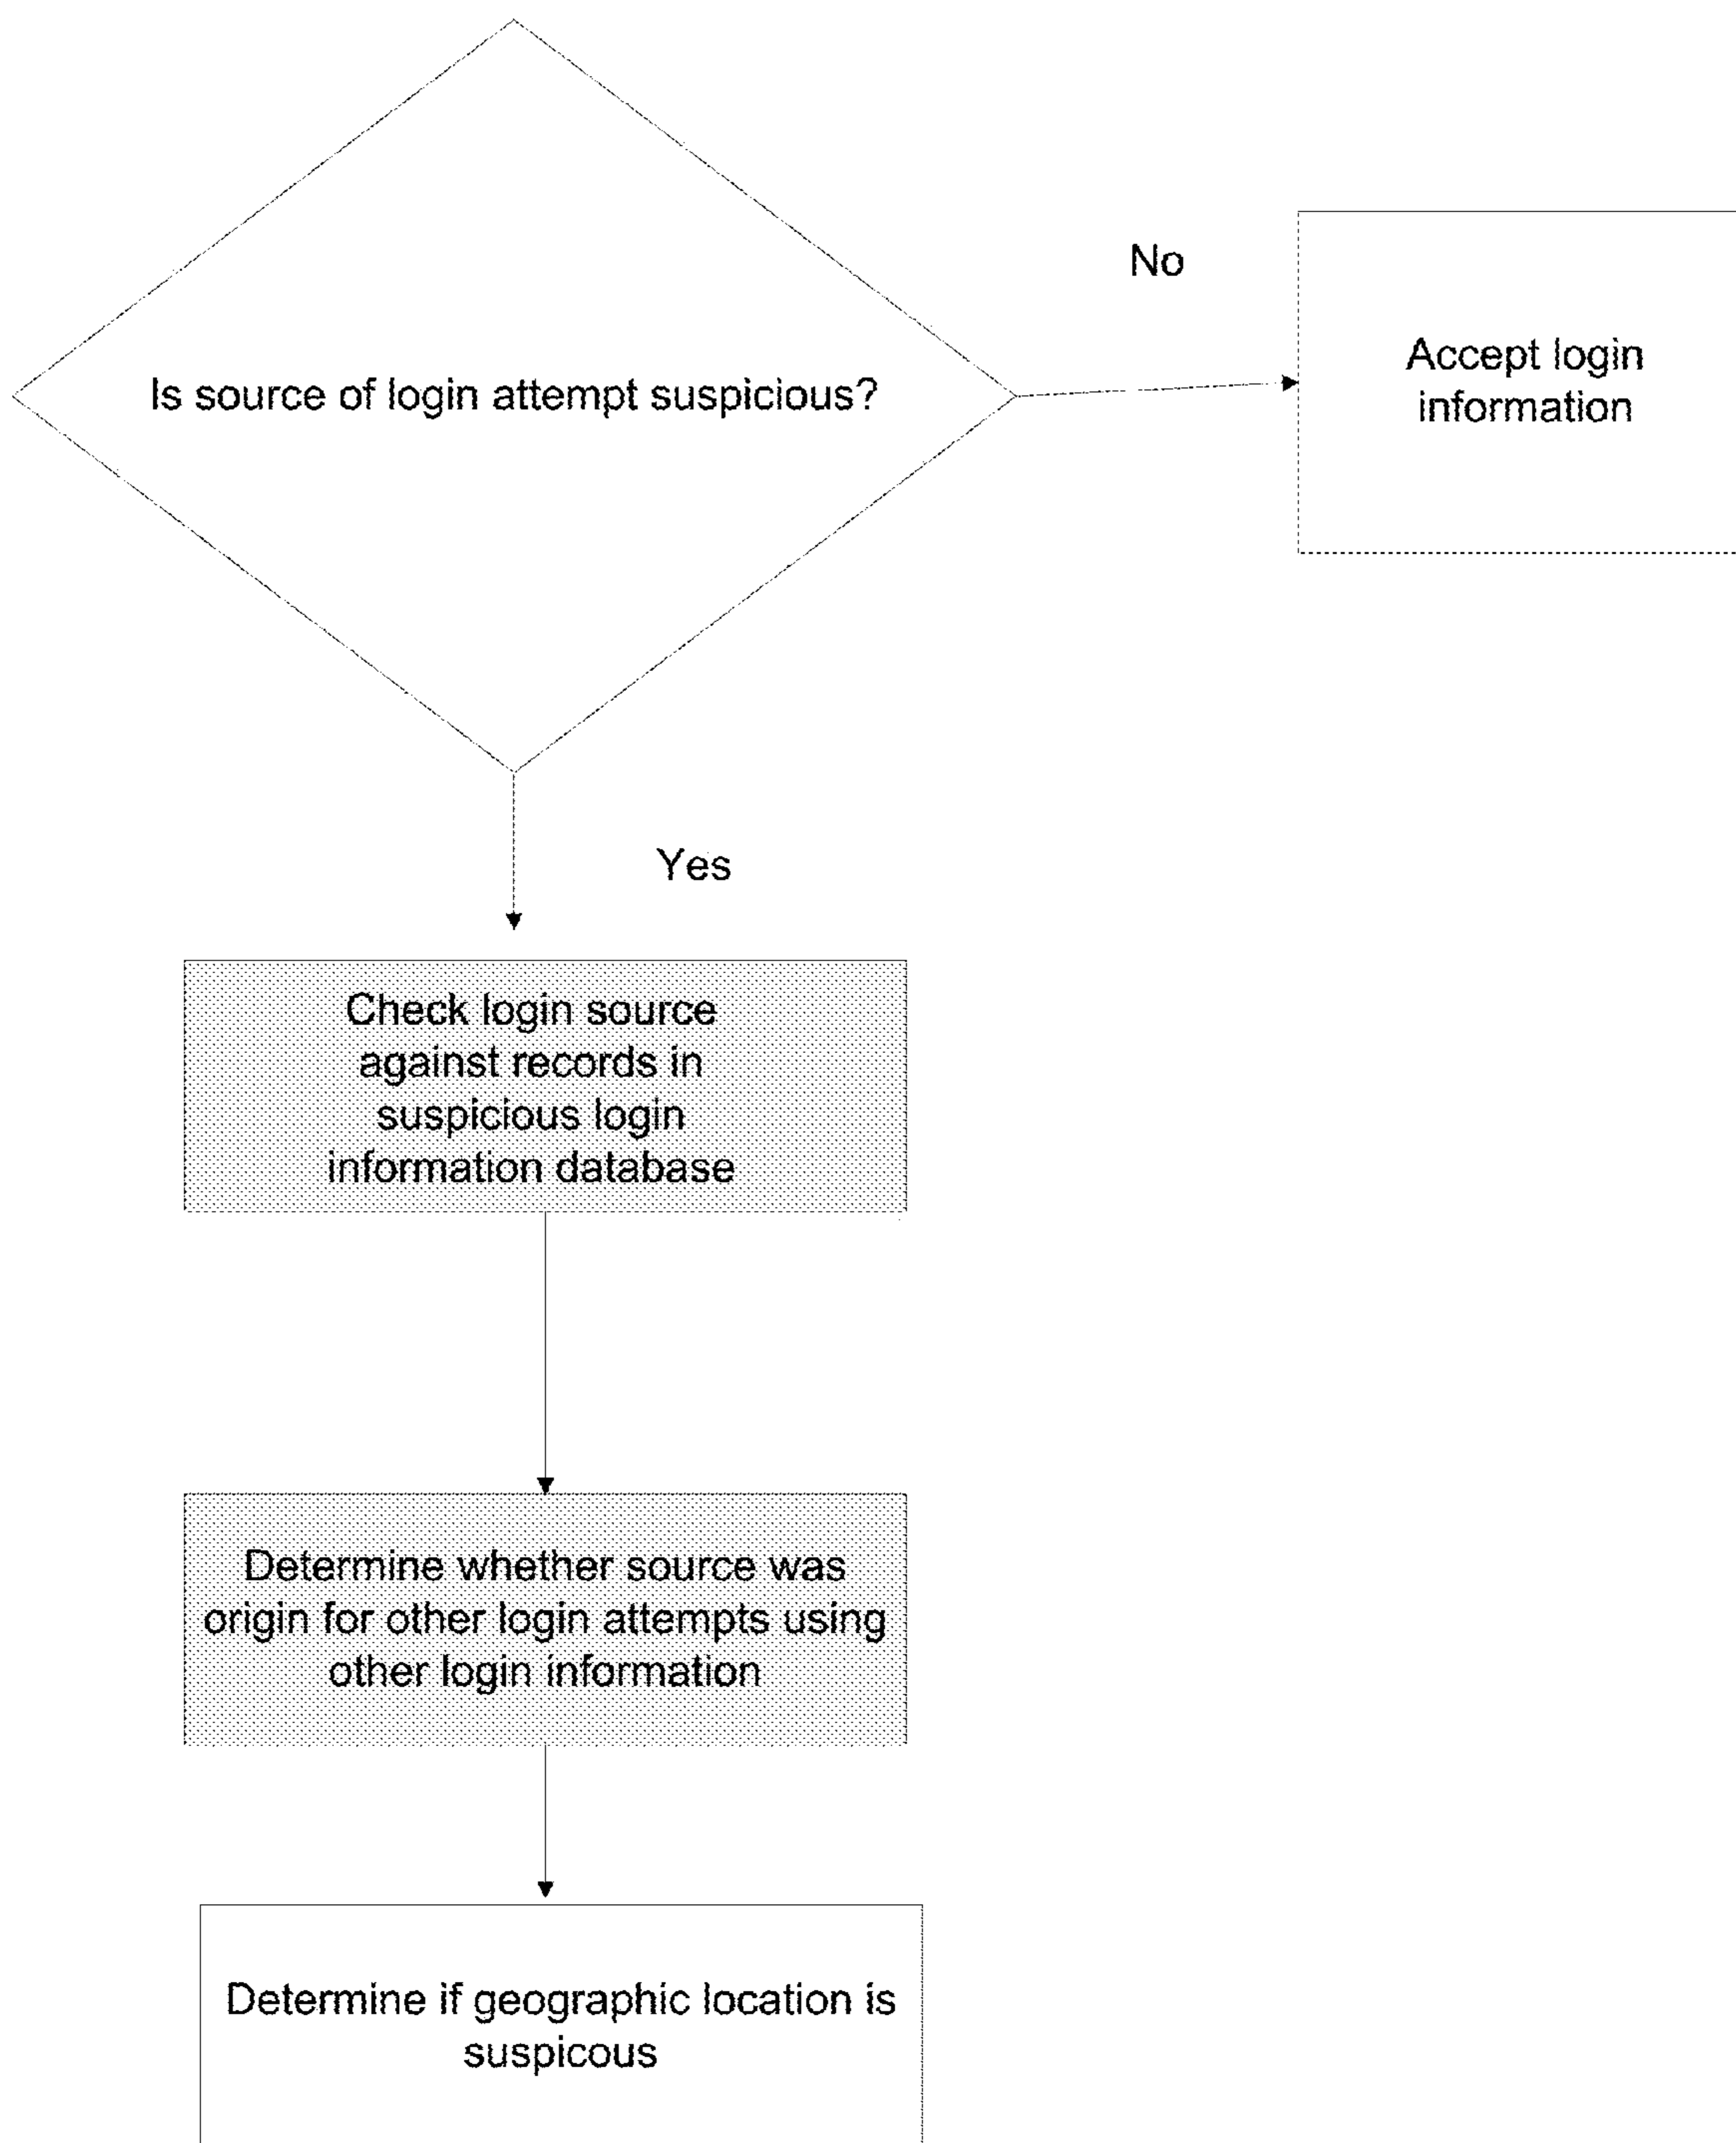 Is source of login attempt suspicious?
No
Accept login
information
Yes
Check login source
against records in
suspicious login
information database
Determine whether source was
origin for other login attempts using
other login information
Determine if geographic location is
suspicous